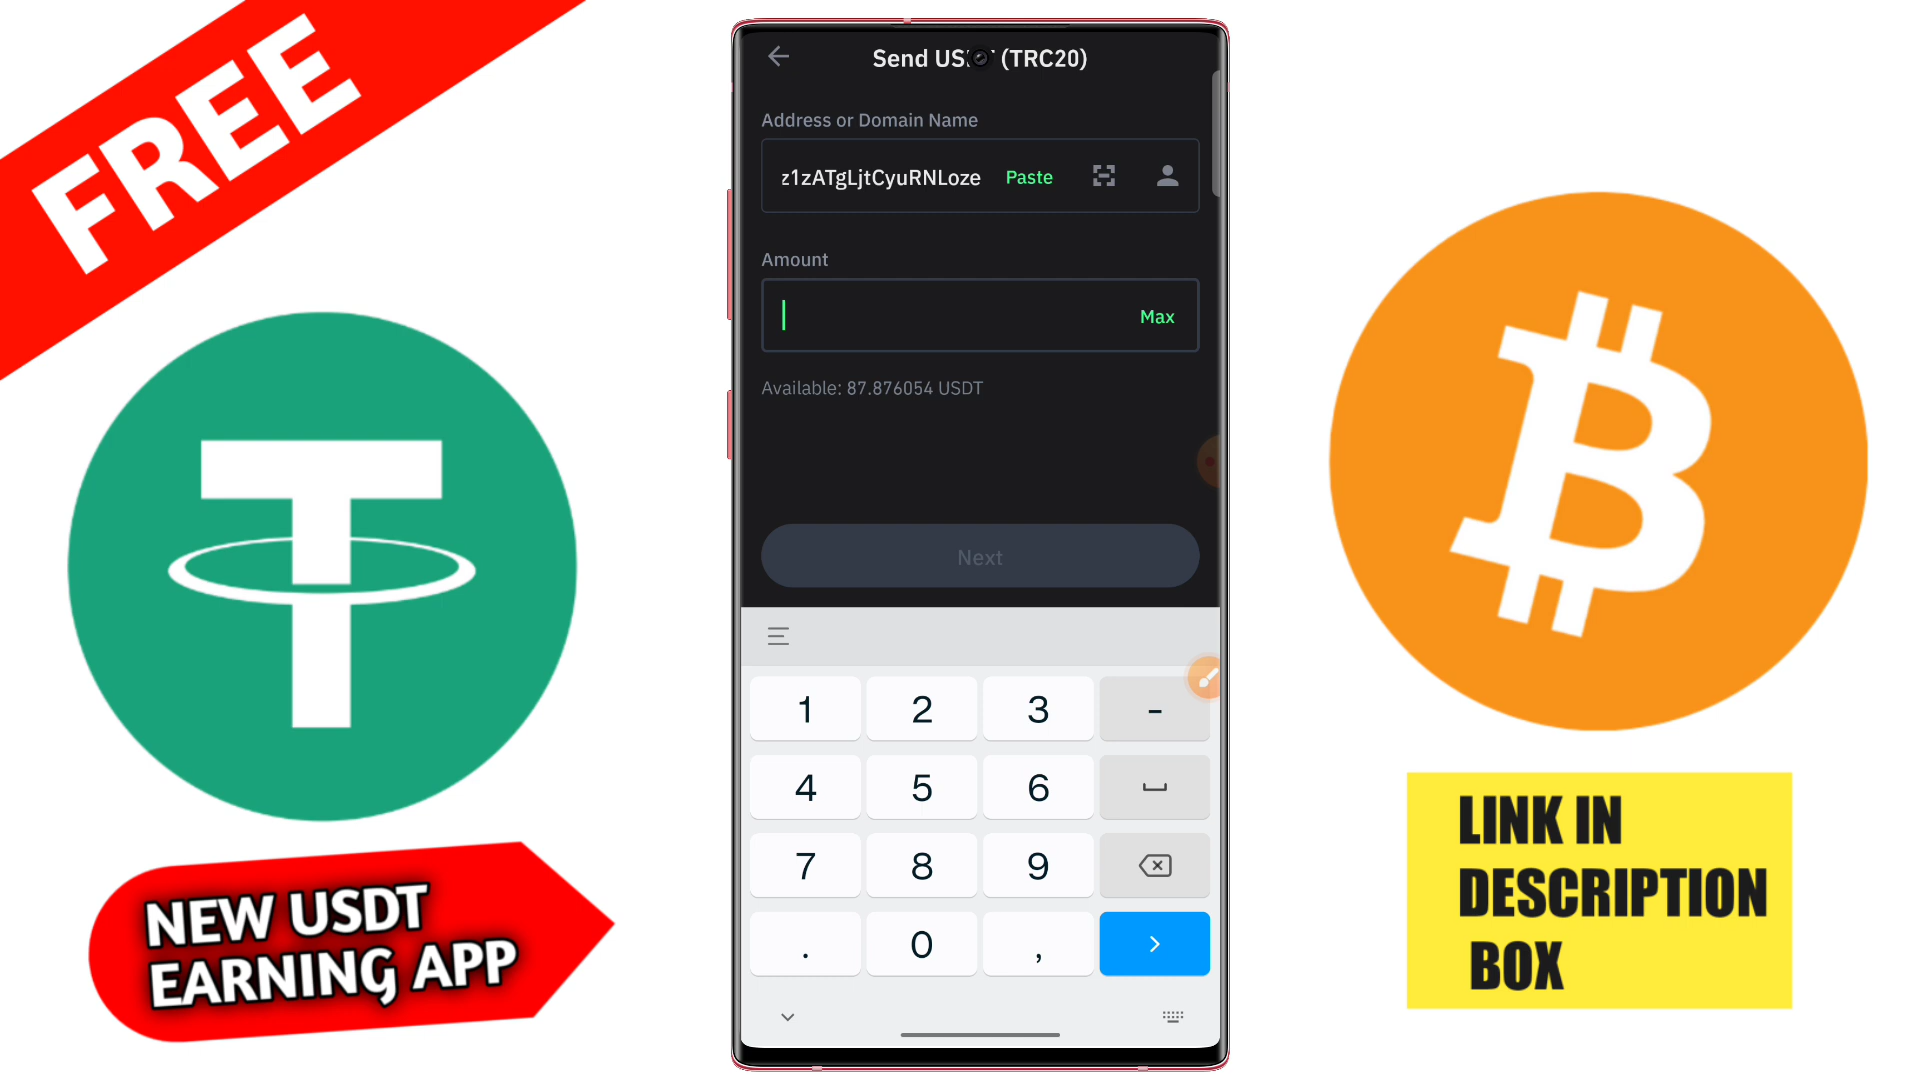 FREE
Send US (TRC20)
Address or Domain Name
z1zATgLjtCyuRNLoze Paste
Amount
Max
Available: 87.876054 USDT
Next
1 2 3 -
4 5 6
7 8 9
. 0 ,
NEW USDT
EARNING APP
LINK IN
DESCRIPTION
BOX